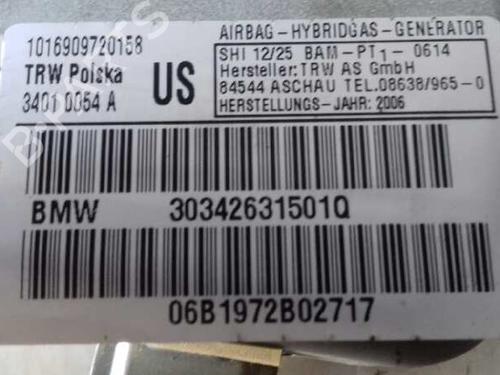 1016909720158
TRW Polska
3401 0054 A
US
AIRBAG-HYBRIDGAS-GENERATOR
SHI 12/25 BAM-PT1-0614
Hersteller: TRW AS GmbH
84544 ASCHAU TEL.08638/965-0
HERSTELLUNGS-JAHR: 2006
BMW 303426315010
06B1972B02717